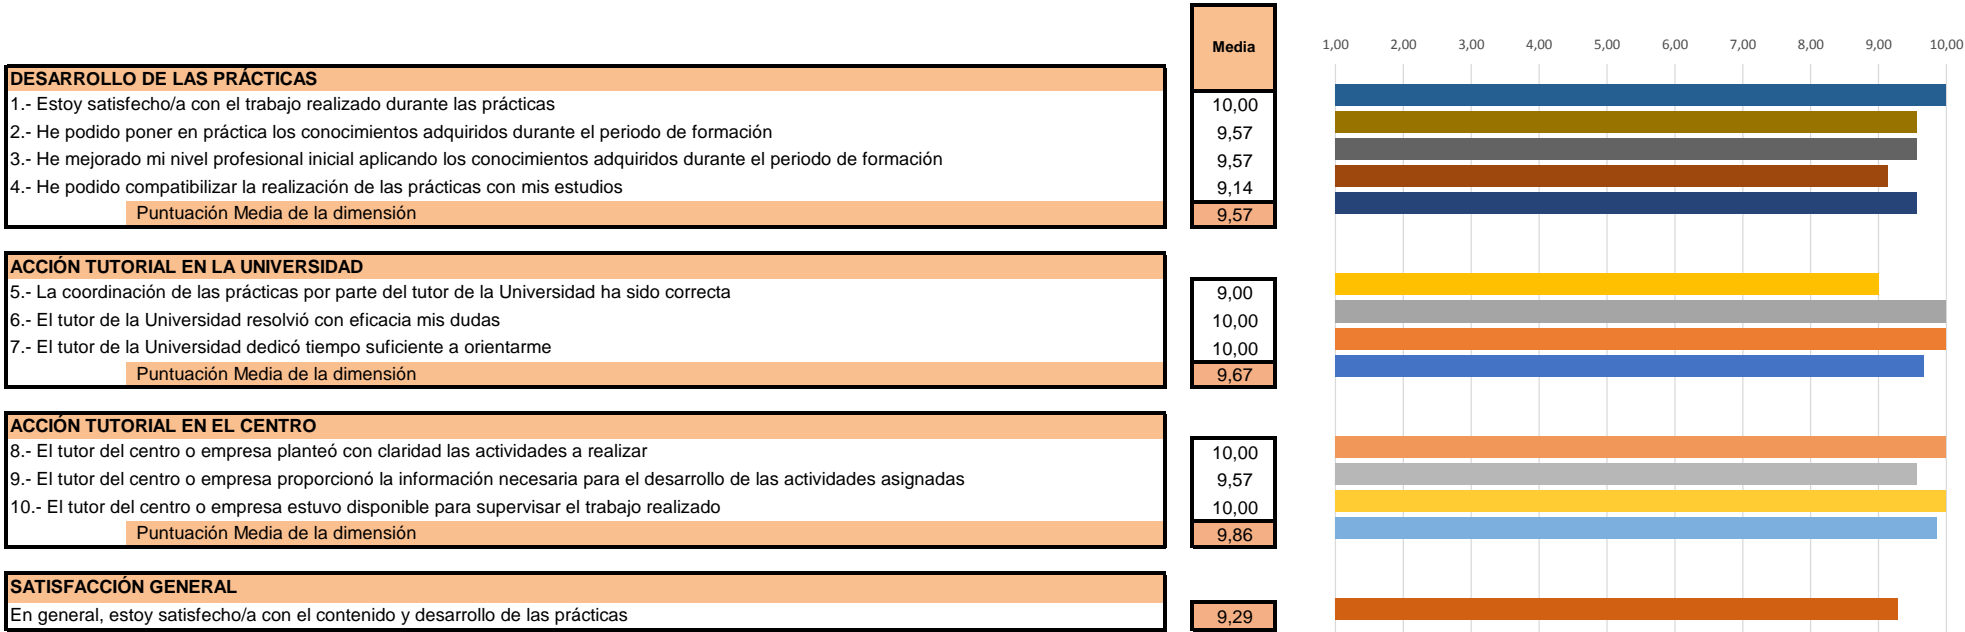 Media
1,00 2,00 3,00 4,00 5,00 6,00 7,00 8,00 9,00 10,00
DESARROLLO DE LAS PRÁCTICAS
1.- Estoy satisfecho/a con el trabajo realizado durante las prácticas 10,00
2.- He podido poner en práctica los conocimientos adquiridos durante el periodo de formación 9,57
3.- He mejorado mi nivel profesional inicial aplicando los conocimientos adquiridos durante el periodo de formación 9,57
4.- He podido compatibilizar la realización de las prácticas con mis estudios 9,14
Puntuación Media de la dimensión 9,57
ACCIÓN TUTORIAL EN LA UNIVERSIDAD
5.- La coordinación de las prácticas por parte del tutor de la Universidad ha sido correcta 9,00
6.- El tutor de la Universidad resolvió con eficacia mis dudas 10,00
7.- El tutor de la Universidad dedicó tiempo suficiente a orientarme 10,00
Puntuación Media de la dimensión 9,67
ACCIÓN TUTORIAL EN EL CENTRO
8.- El tutor del centro o empresa planteó con claridad las actividades a realizar 10,00
9.- El tutor del centro o empresa proporcionó la información necesaria para el desarrollo de las actividades asignadas 9,57
10.- El tutor del centro o empresa estuvo disponible para supervisar el trabajo realizado 10,00
Puntuación Media de la dimensión 9,86
SATISFACCIÓN GENERAL
En general, estoy satisfecho/a con el contenido y desarrollo de las prácticas 9,29